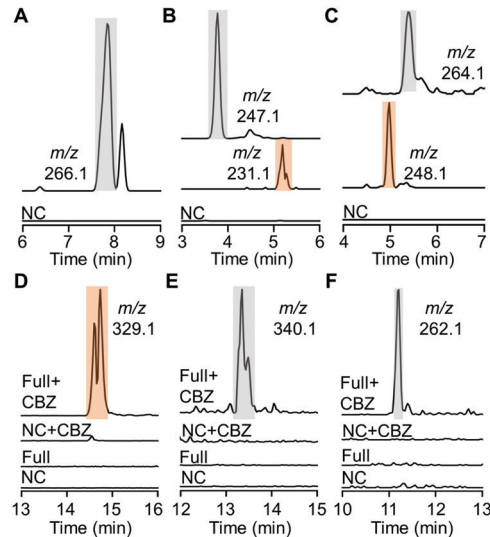 A
m/z
266.1
NC
6 7 8 9
Time (min)
B
m/z
247.1
m/z
231.1
NC
3 4 5 6
Time (min)
C
m/z
264.1
m/z
248.1
NC
4 5 6 7
Time (min)
D
m/z
329.1
Full+
CBZ
NC+CBZ
Full
NC
13 14 15 16
Time (min)
E
m/z
340.1
Full+
CBZ
NC+CBZ
Full
NC
12 13 14 15
Time (min)
F
m/z
262.1
Full+
CBZ
NC+CBZ
Full
NC
10 11 12 13
Time (min)